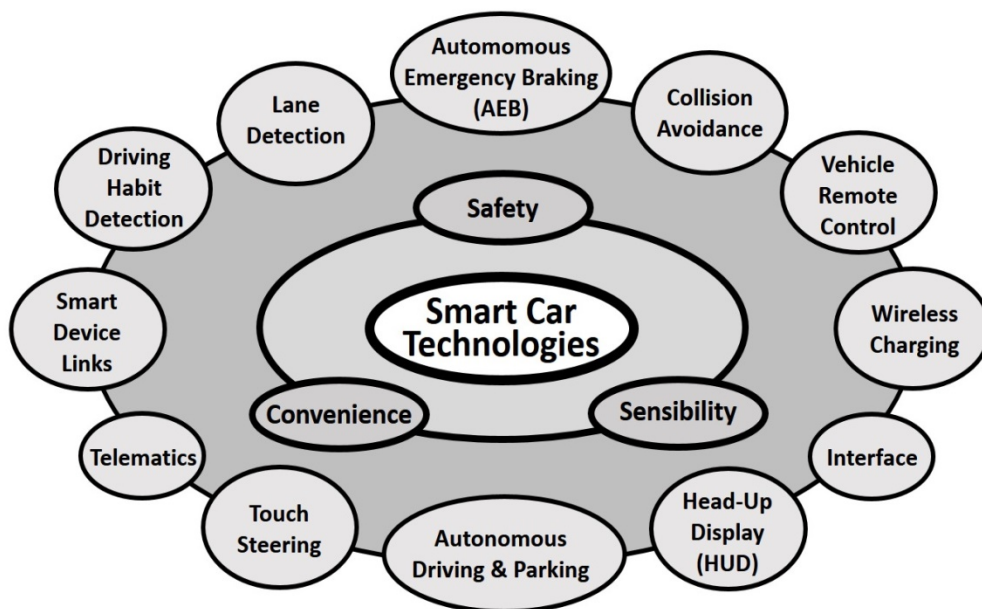 Automomous
Emergency Braking
(AEB)
Lane
Detection
Collision
Avoidance
Driving
Habit
Detection
Vehicle
Remote
Control
Safety
Smart
Device
Links
Smart Car
Technologies
Wireless
Charging
Convenience
Sensibility
Telematics
Interface
Touch
Steering
Autonomous
Driving & Parking
Head-Up
Display
(HUD)